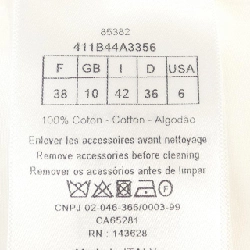 85382
411B44A3356
F GB I D USA
38 10 42 36 6
100% Coton - Cotton - Algodão
Enlever les accessoires avant nettoyage
Remove accessories before cleaning
Remover os acessórios antes de lumpar
CNPJ 02-046-365/0003-99
CA65281
RN : 143628